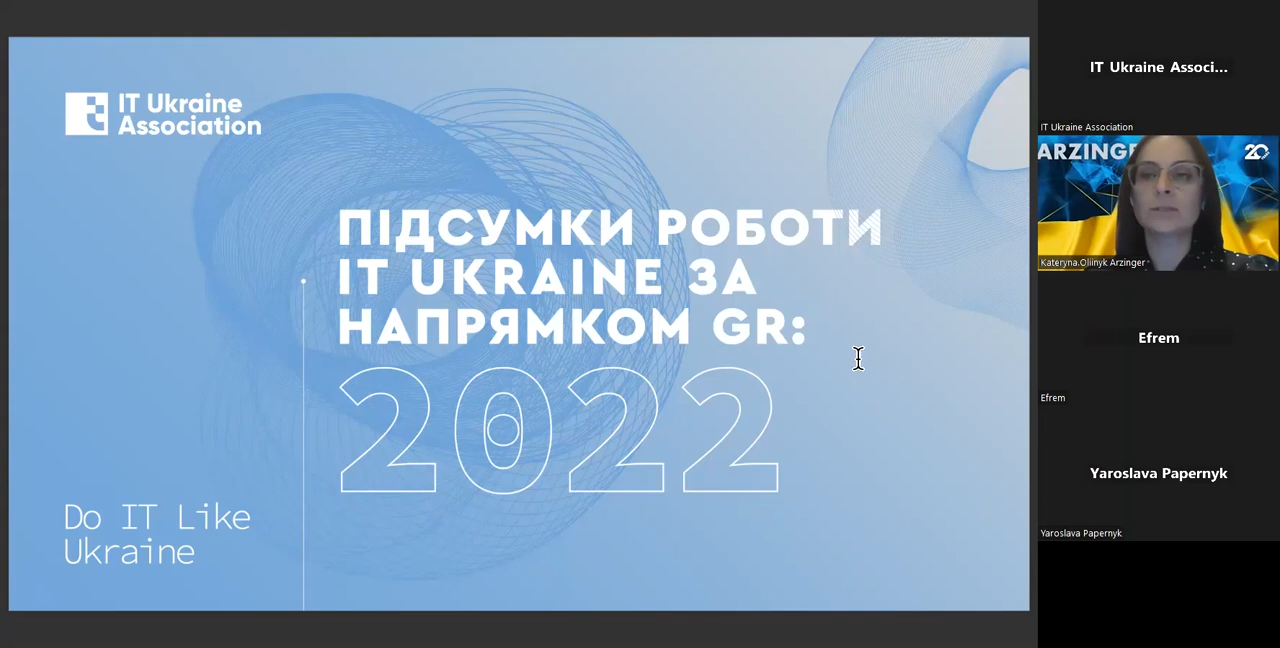 IT Ukraine
Association
ПІДСУМКИ РОБОТИ
IT UKRAINE ЗА
НАПРЯМКОМ GR:
2022
Do IT Like
Ukraine
IT Ukraine Associ...
IT Ukraine Association
ARZINGE
20
Kateryna.Oliinyk Arzinger
Efrem
Efrem
Yaroslava Papernyk
Yaroslava Papernyk